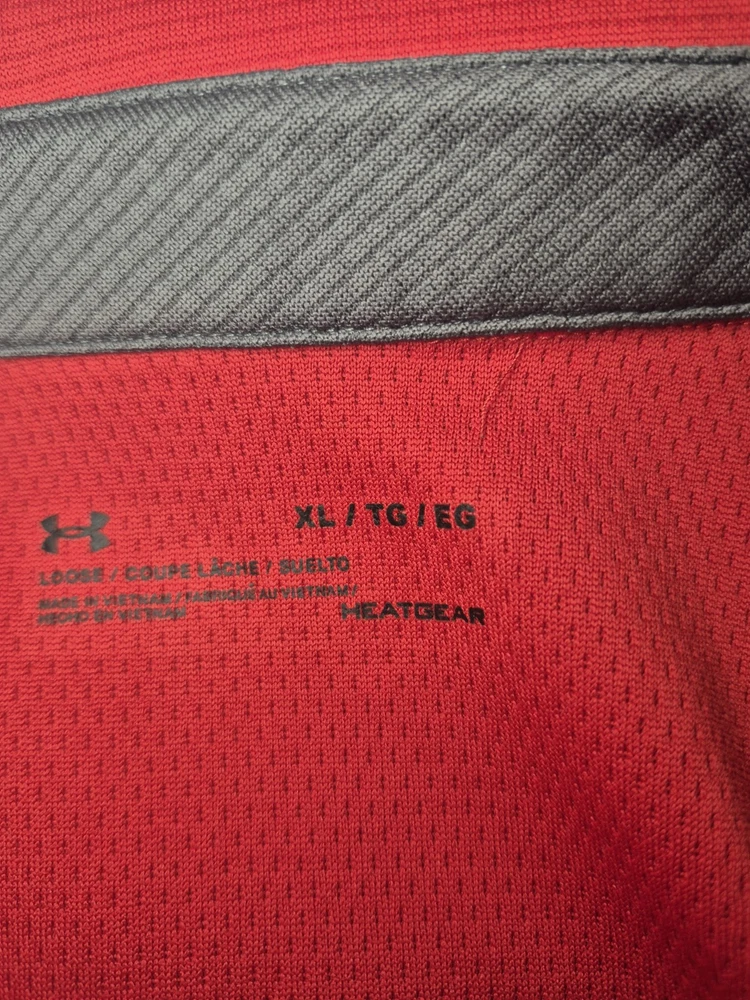 XL / TG / EG
LOOSE / COUPE LÂCHE / SUELTO
MADE IN VIETNAM / FABRIQUÉ AU VIETNAM /
HECHO EN VIETNAM
HEATGEAR